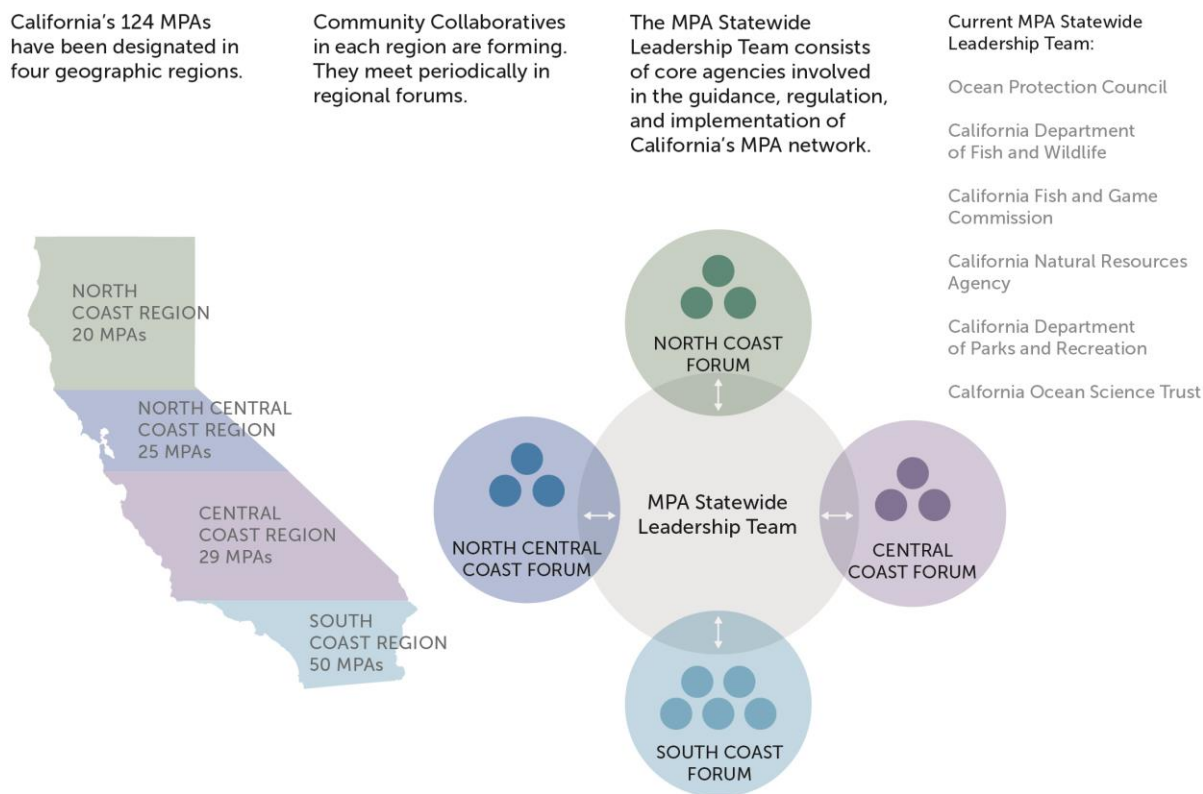 California’s 124 MPAs
have been designated in
four geographic regions.
Community Collaboratives
in each region are forming.
They meet periodically in
regional forums.
The MPA Statewide
Leadership Team consists
of core agencies involved
in the guidance, regulation,
and implementation of
California’s MPA network.
Current MPA Statewide
Leadership Team:
Ocean Protection Council
California Department
of Fish and Wildlife
California Fish and Game
Commission
California Natural Resources
Agency
California Department
of Parks and Recreation
Calfornia Ocean Science Trust
NORTH
COAST REGION
20 MPAs
NORTH CENTRAL
COAST REGION
25 MPAs
CENTRAL
COAST REGION
29 MPAs
SOUTH
COAST REGION
50 MPAs
NORTH COAST
FORUM
NORTH CENTRAL
COAST FORUM
MPA Statewide
Leadership Team
CENTRAL
COAST FORUM
SOUTH COAST
FORUM